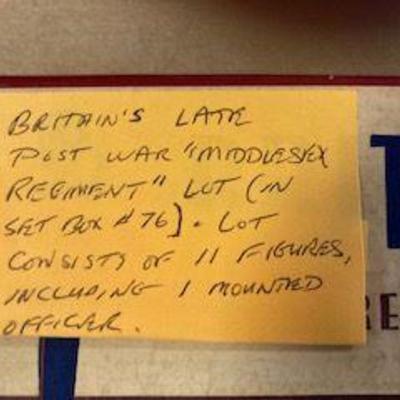 BRITAIN'S LATE
POST WAR "MIDDLESEX
REGIMENT" LOT (IN
SET BOX # 76). LOT
CONSISTS OF 11 FIGURES,
INCLUDING 1 MOUNTED
OFFICER.
RE